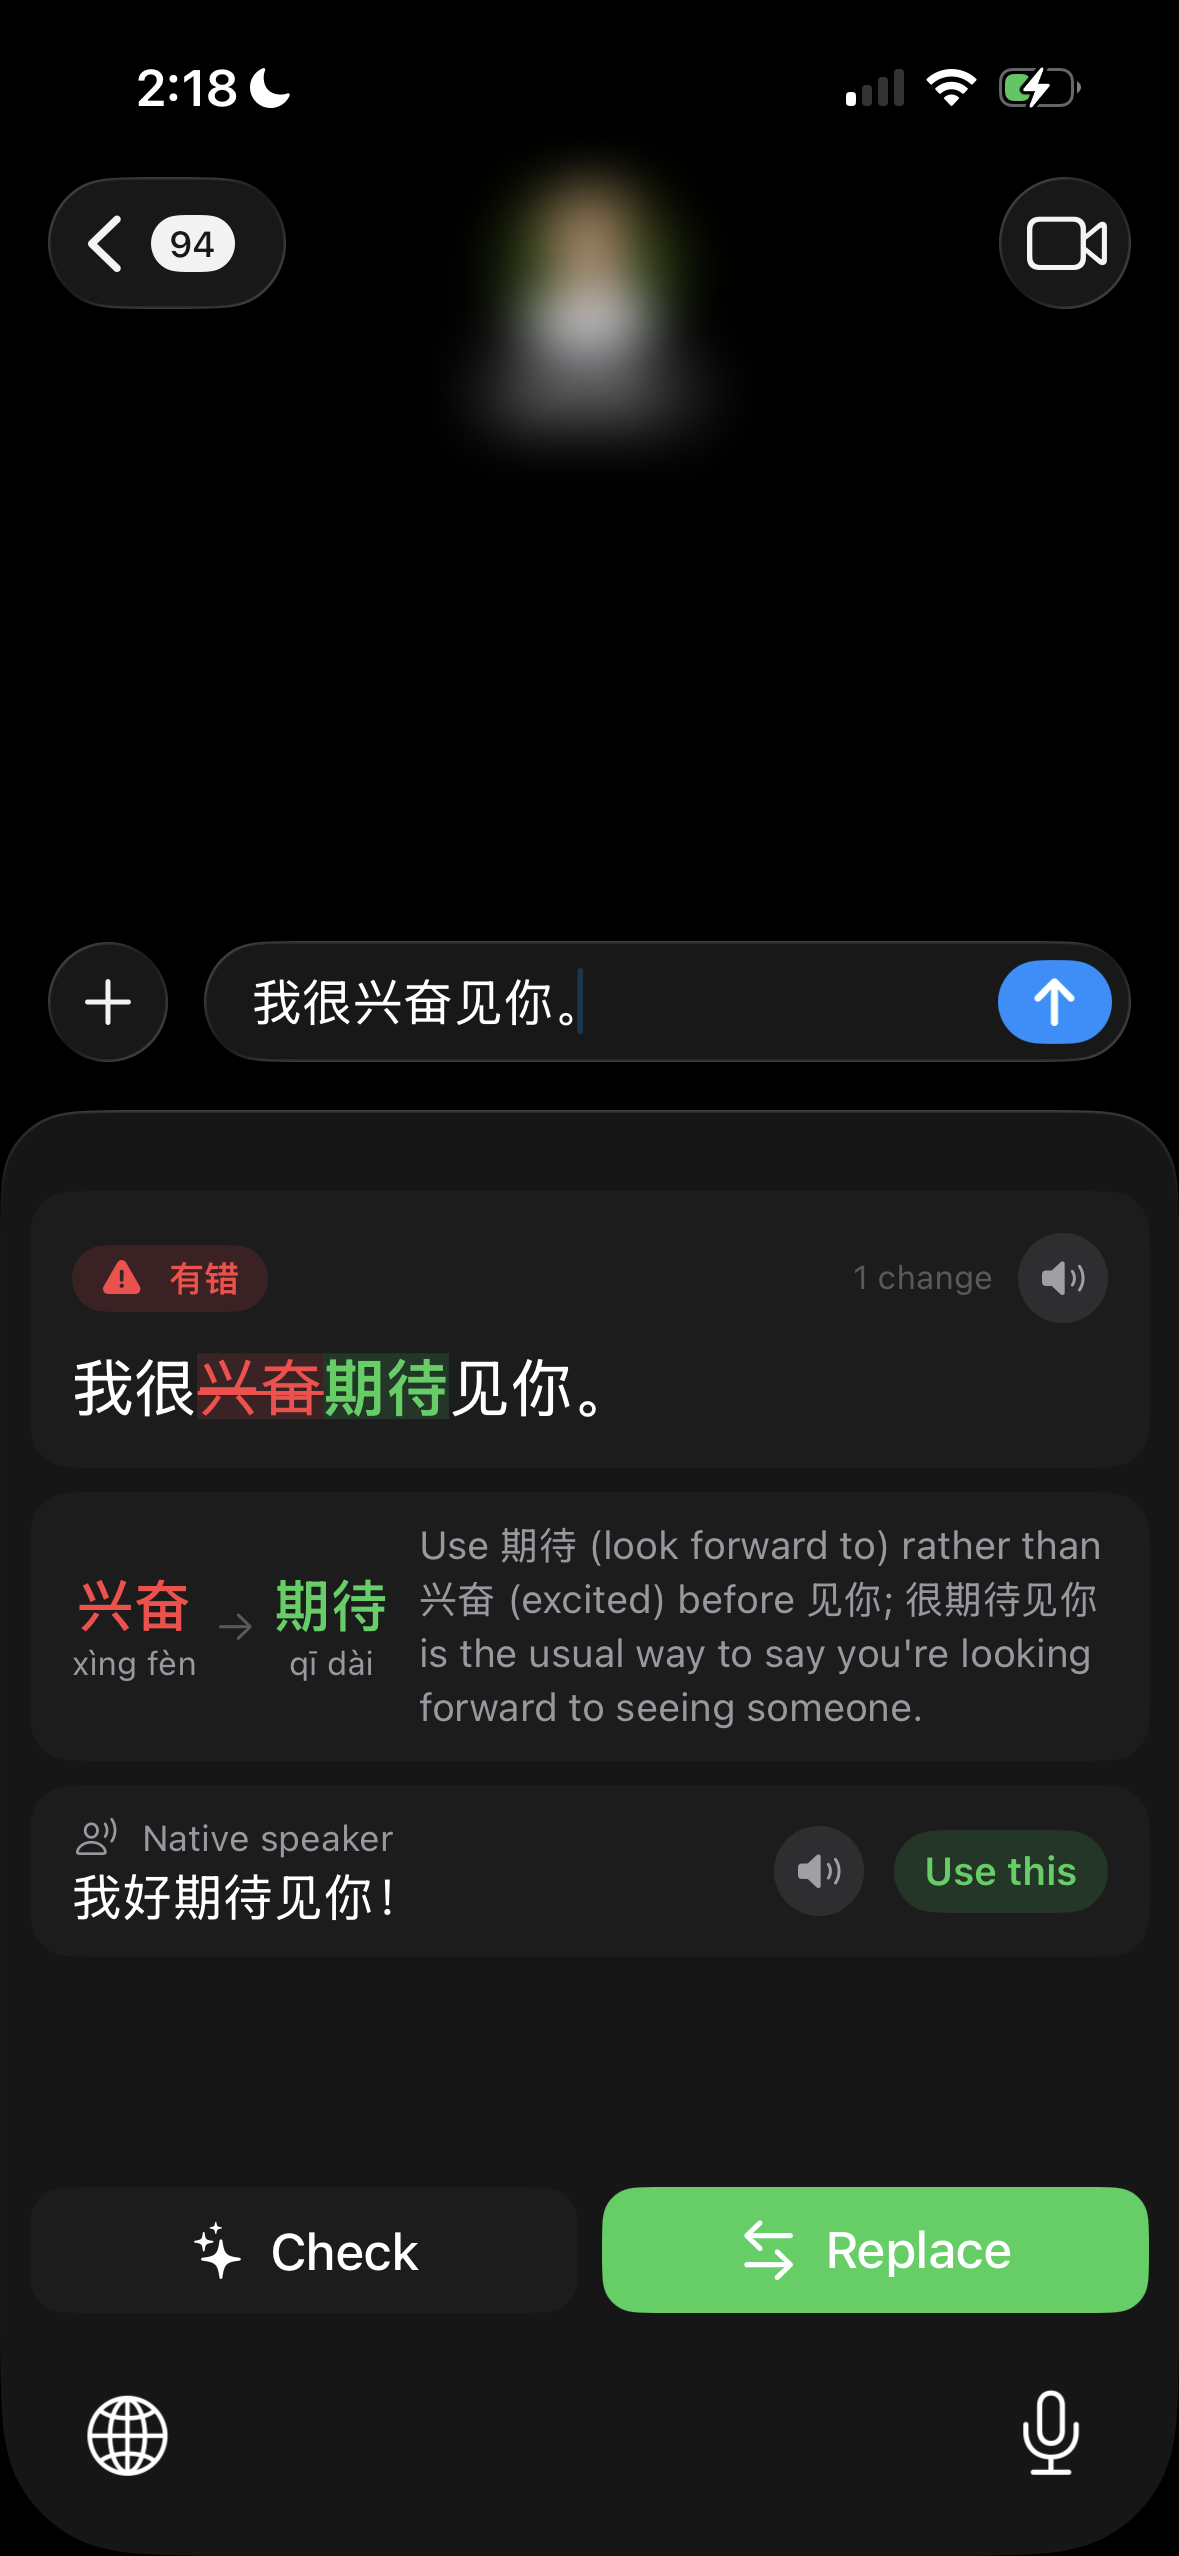 2:18
94
我很兴奋见你。
有错
1 change
我很兴奋期待见你。
兴奋 → 期待
xìng fèn
qī dài
Use 期待 (look forward to) rather than
兴奋 (excited) before 见你; 很期待见你
is the usual way to say you're looking
forward to seeing someone.
Native speaker
我好期待见你！
Use this
Check
Replace